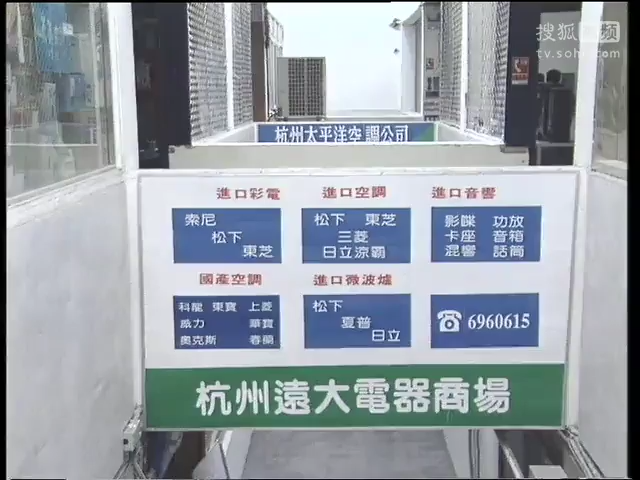 搜狐视频
tv.sohu.com
杭州太平洋空調公司
進口彩電 進口空調 進口音響
索尼
松下
東芝
松下 東芝
三菱
日立涼霸
影碟 功放
卡座 音箱
混響 話筒
國產空調 進口微波爐
科龍 東寶 上菱
威力 華寶
奧克斯 春蘭
松下
夏普
日立
6960615
杭州遠大電器商場